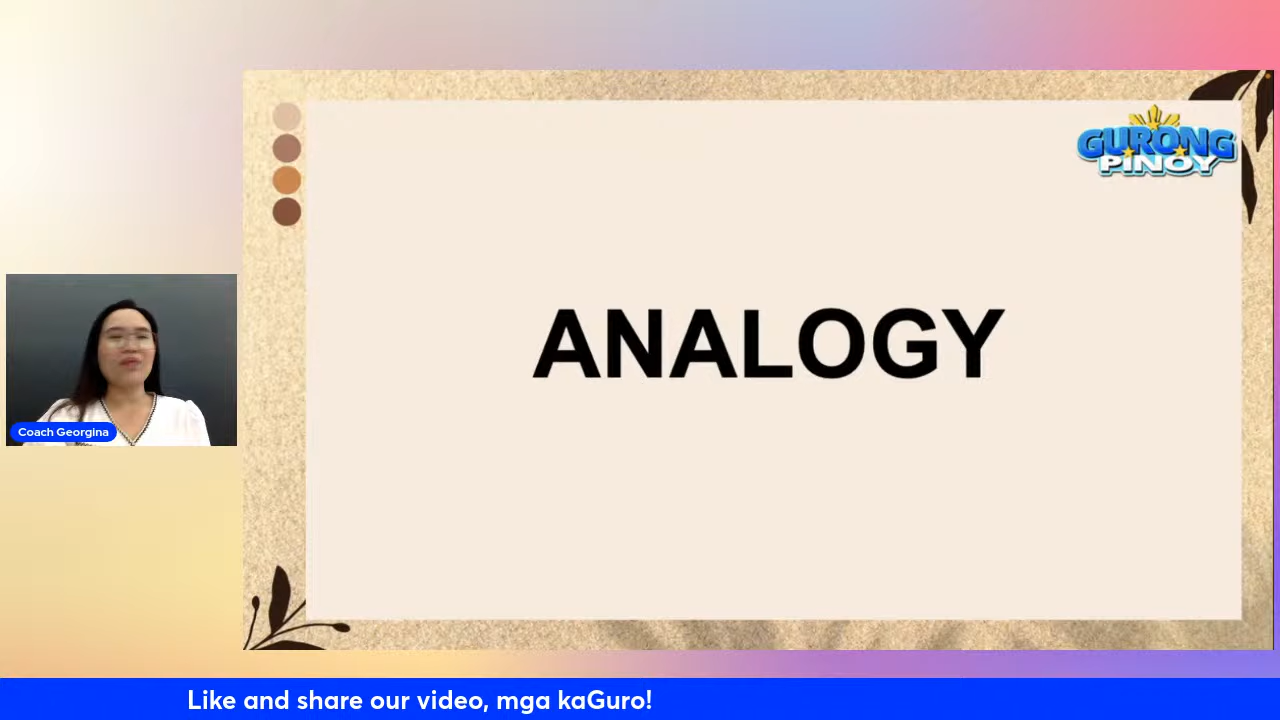 GURONG
PINOY
ANALOGY
Coach Georgina
Like and share our video, mga kaGuro!